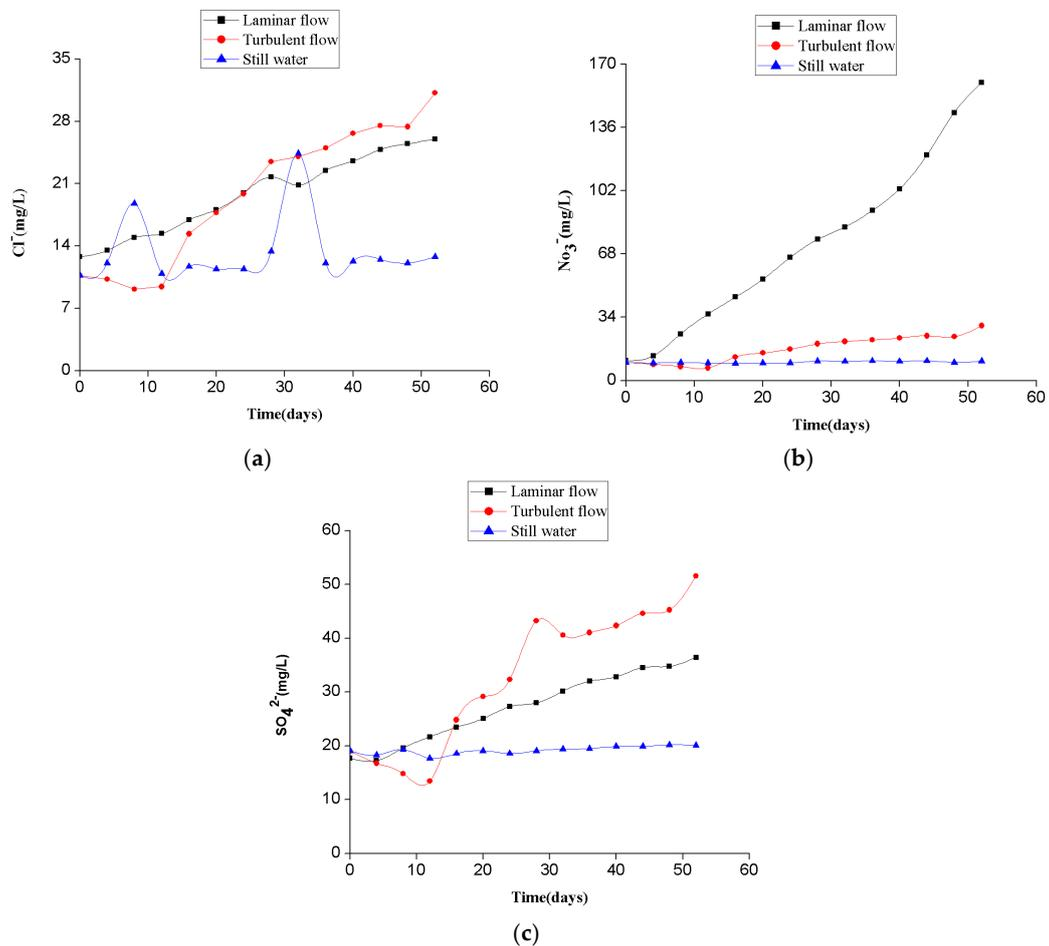 Laminar flow
Turbulent flow
Still water
35
28
21
14
7
0
Cl⁻(mg/L)
0 10 20 30 40 50 60
Time(days)
(a)
Laminar flow
Turbulent flow
Still water
170
136
102
68
34
0
No₃⁻(mg/L)
0 10 20 30 40 50 60
Time(days)
(b)
Laminar flow
Turbulent flow
Still water
60
50
40
30
20
10
0
SO₄²⁻(mg/L)
0 10 20 30 40 50 60
Time(days)
(c)